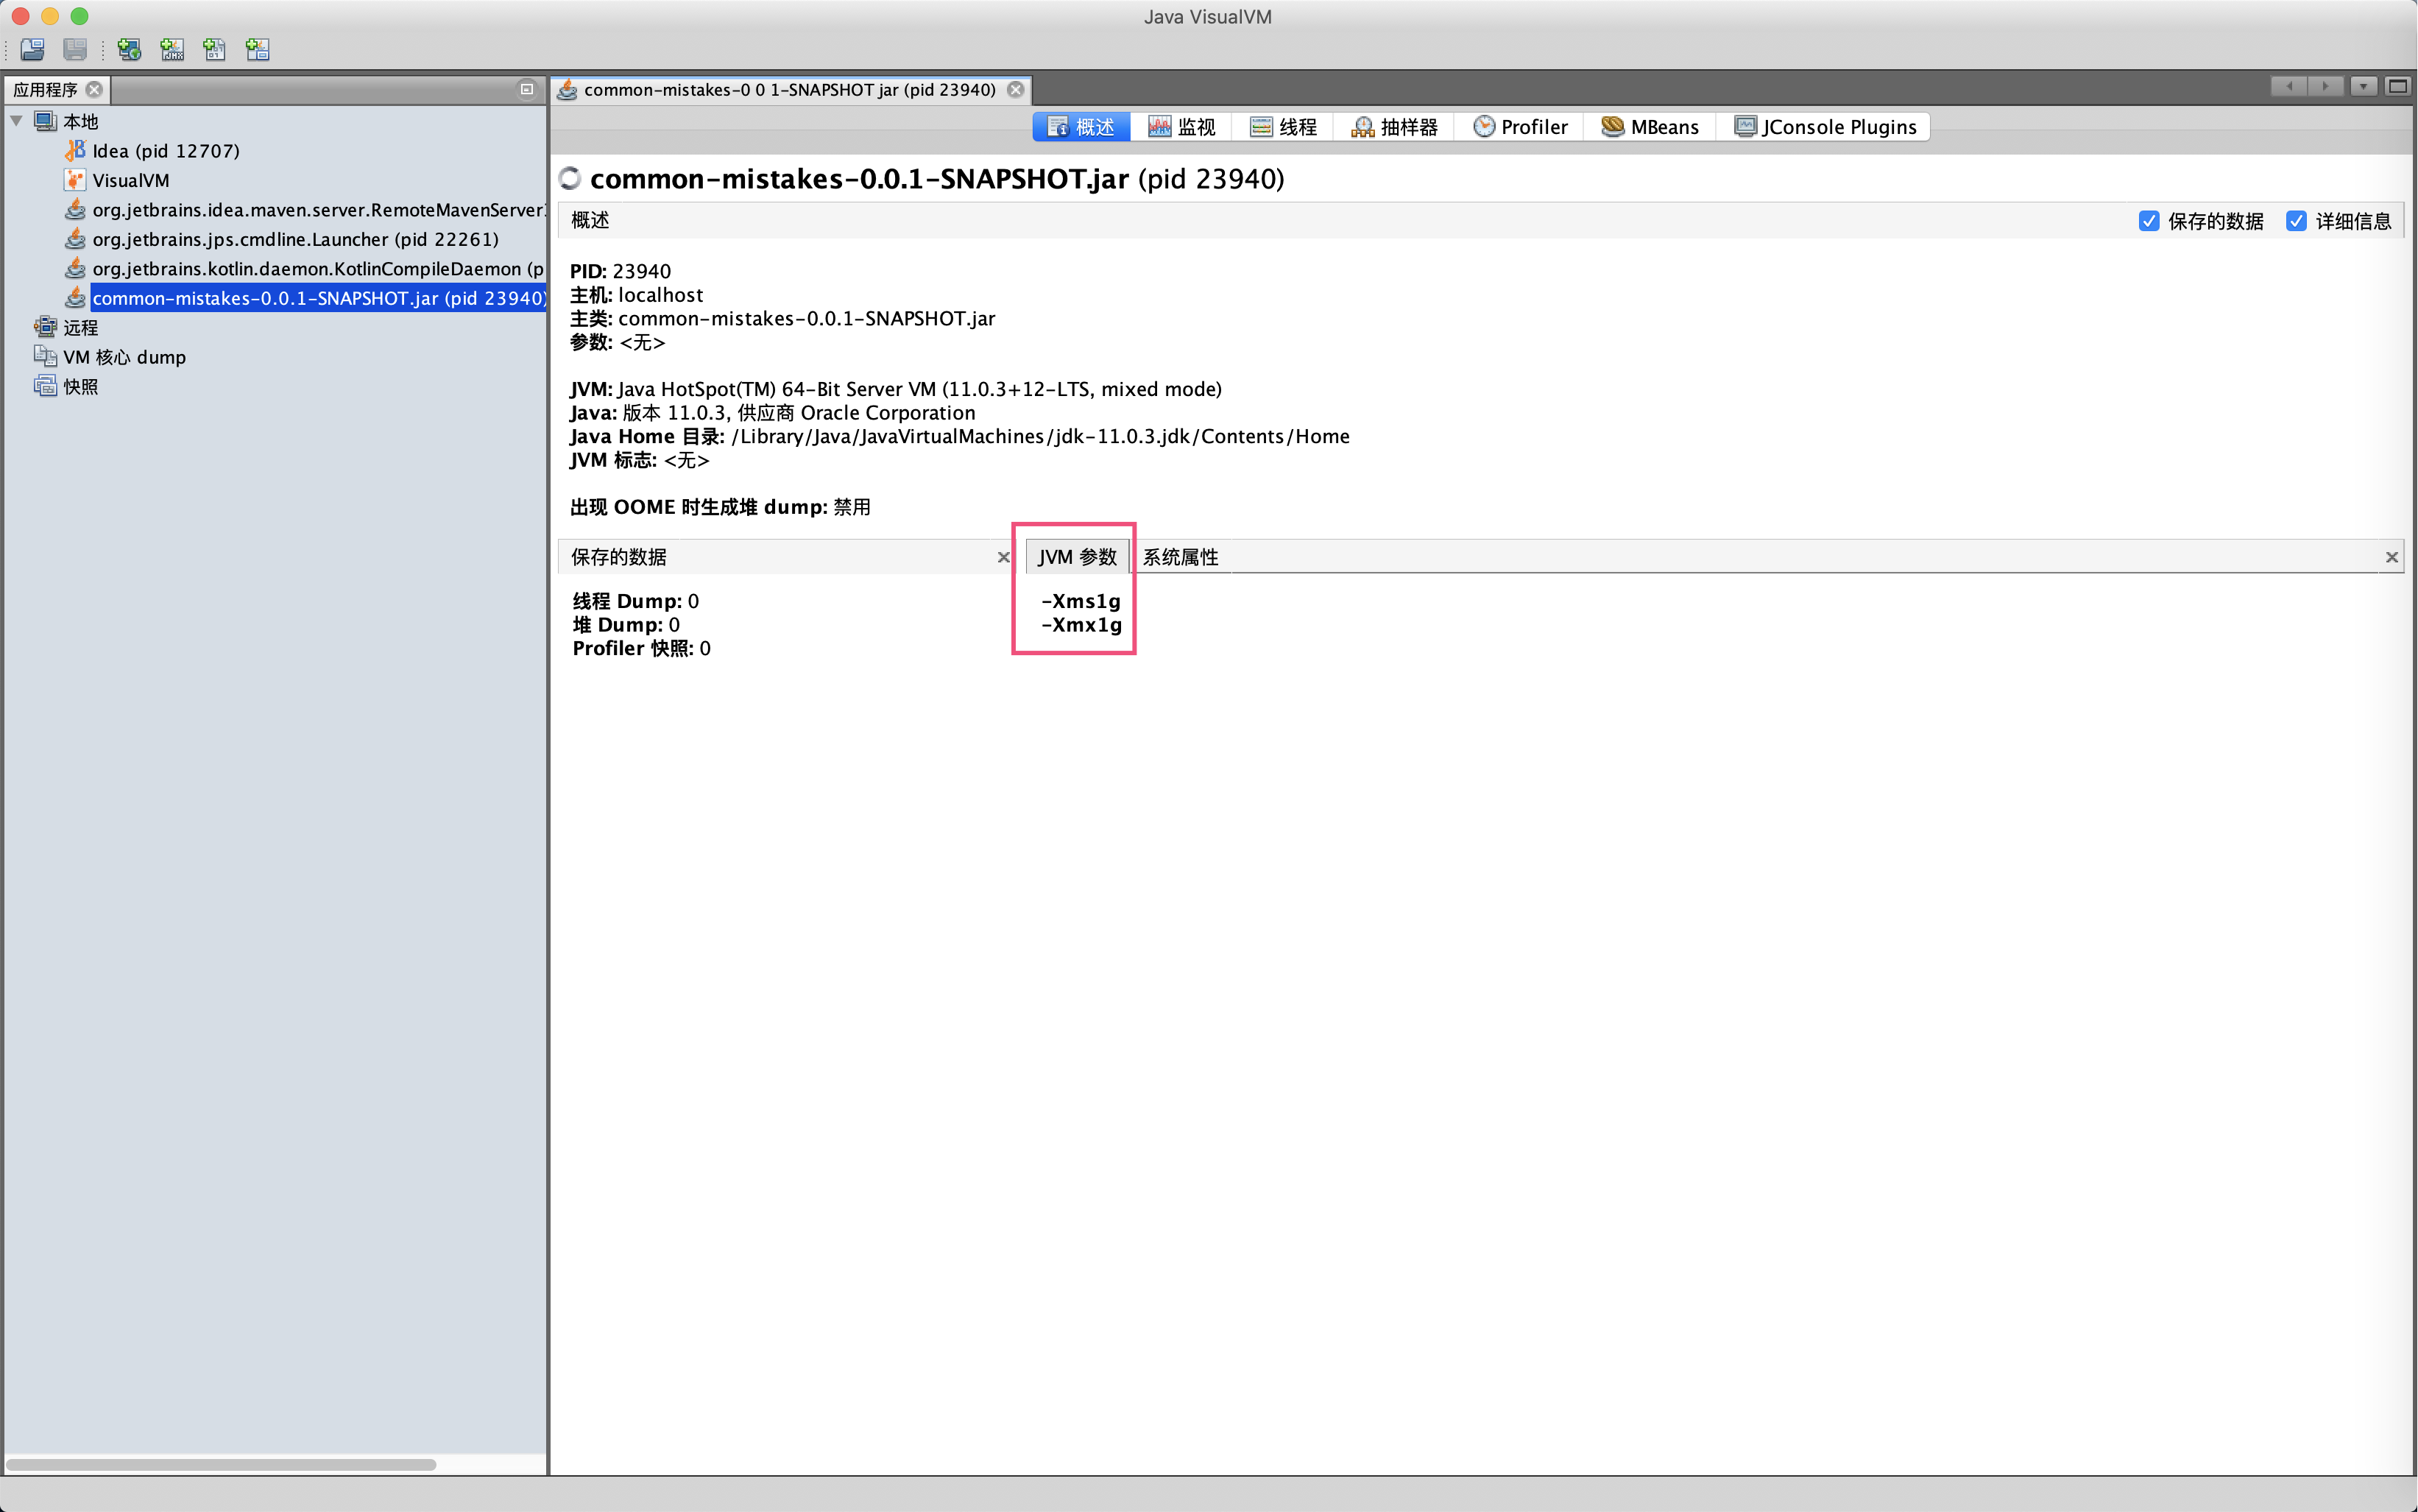 Java VisualVM
应用程序
本地
Idea (pid 12707)
VisualVM
org.jetbrains.idea.maven.server.RemoteMavenServer
org.jetbrains.jps.cmdline.Launcher (pid 22261)
org.jetbrains.kotlin.daemon.KotlinCompileDaemon (p
common-mistakes-0.0.1-SNAPSHOT.jar (pid 23940)
远程
VM 核心 dump
快照
common-mistakes-0 0 1-SNAPSHOT jar (pid 23940)
概述 监视 线程 抽样器 Profiler MBeans JConsole Plugins
common-mistakes-0.0.1-SNAPSHOT.jar (pid 23940)
概述 保存的数据 详细信息
PID: 23940
主机: localhost
主类: common-mistakes-0.0.1-SNAPSHOT.jar
参数: <无>
JVM: Java HotSpot(TM) 64-Bit Server VM (11.0.3+12-LTS, mixed mode)
Java: 版本 11.0.3, 供应商 Oracle Corporation
Java Home 目录: /Library/Java/JavaVirtualMachines/jdk-11.0.3.jdk/Contents/Home
JVM 标志: <无>
出现 OOME 时生成堆 dump: 禁用
保存的数据
线程 Dump: 0
堆 Dump: 0
Profiler 快照: 0
JVM 参数 系统属性
-Xms1g
-Xmx1g